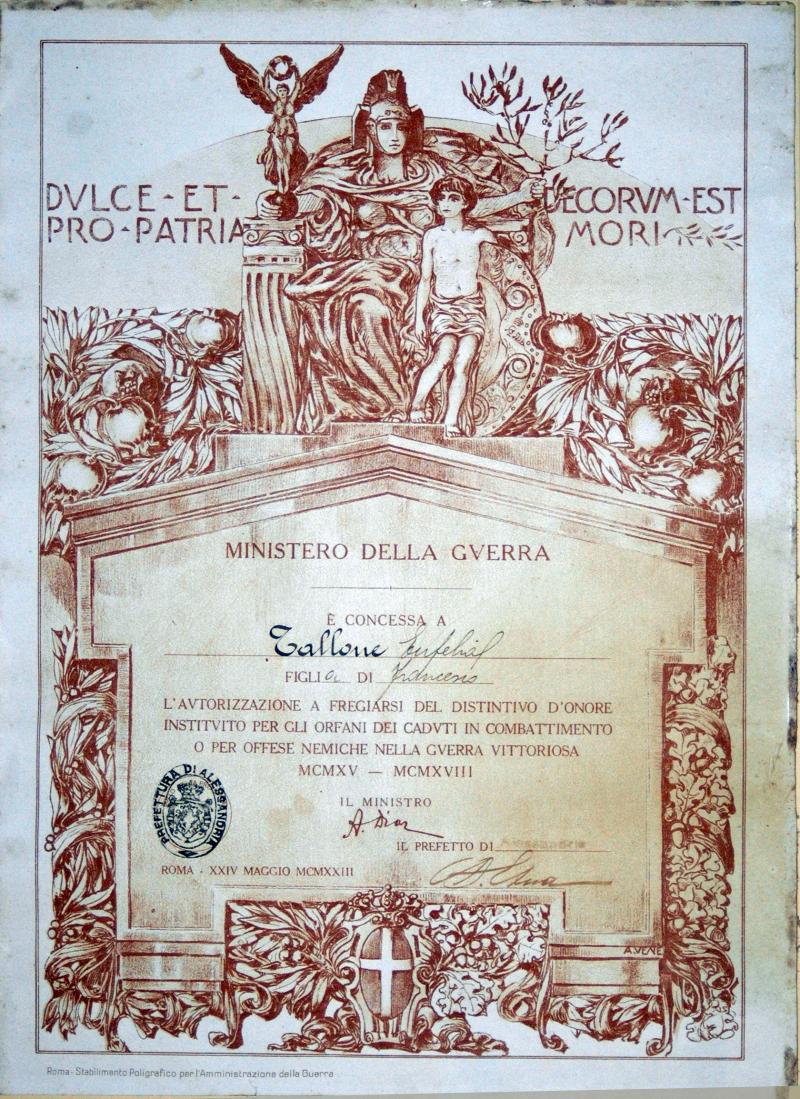 DVLCE - ET - DECORVM - EST
PRO - PATRIA MORI
MINISTERO DELLA GVERRA
È CONCESSA A
Tallone
FIGLIa DI
L'AVTORIZZAZIONE A FREGIARSI DEL DISTINTIVO D'ONORE
INSTITVITO PER GLI ORFANI DEI CADVTI IN COMBATTIMENTO
O PER OFFESE NEMICHE NELLA GVERRA VITTORIOSA
MCMXV — MCMXVIII
PREFETTURA DI ALESSANDRIA
IL MINISTRO
A. Diaz
IL PREFETTO DI
ROMA - XXIV MAGGIO MCMXXIII
Roma - Stabilimento Poligrafico per l'Amministrazione della Guerra